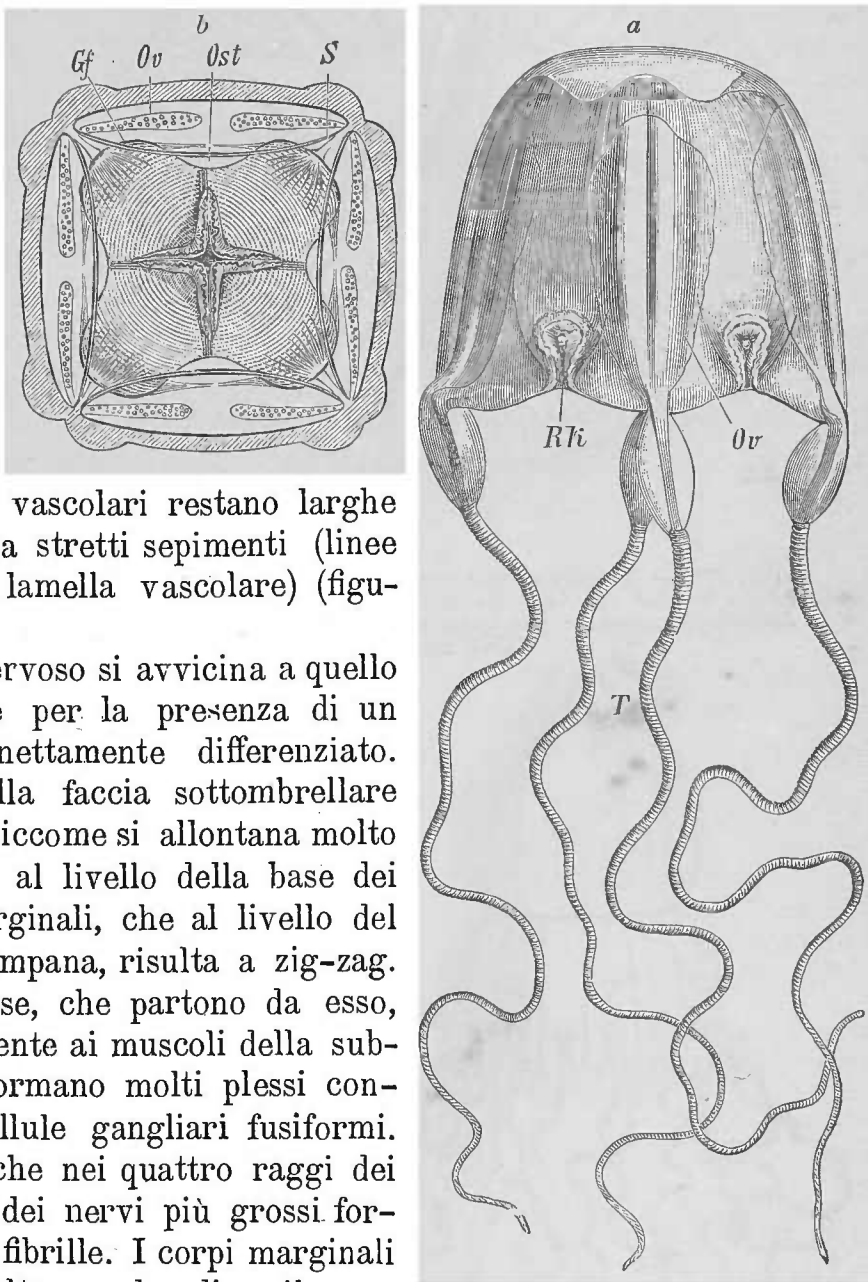 b
Gf Ov Ost S
a
Rk Ov
T
vascolari restano larghe
a stretti sepimenti (linee
lamella vascolare) (figu-
ervoso si avvicina a quello
e per la presenza di un
nettamente differenziato.
lla faccia sottombrellare
iccome si allontana molto
al livello della base dei
rginali, che al livello del
mpana, risulta a zig-zag.
se, che partono da esso,
ente ai muscoli della sub-
ormano molti plessi con-
llule gangliari fusiformi.
che nei quattro raggi dei
dei nervi più grossi for-
fibrille. I corpi marginali